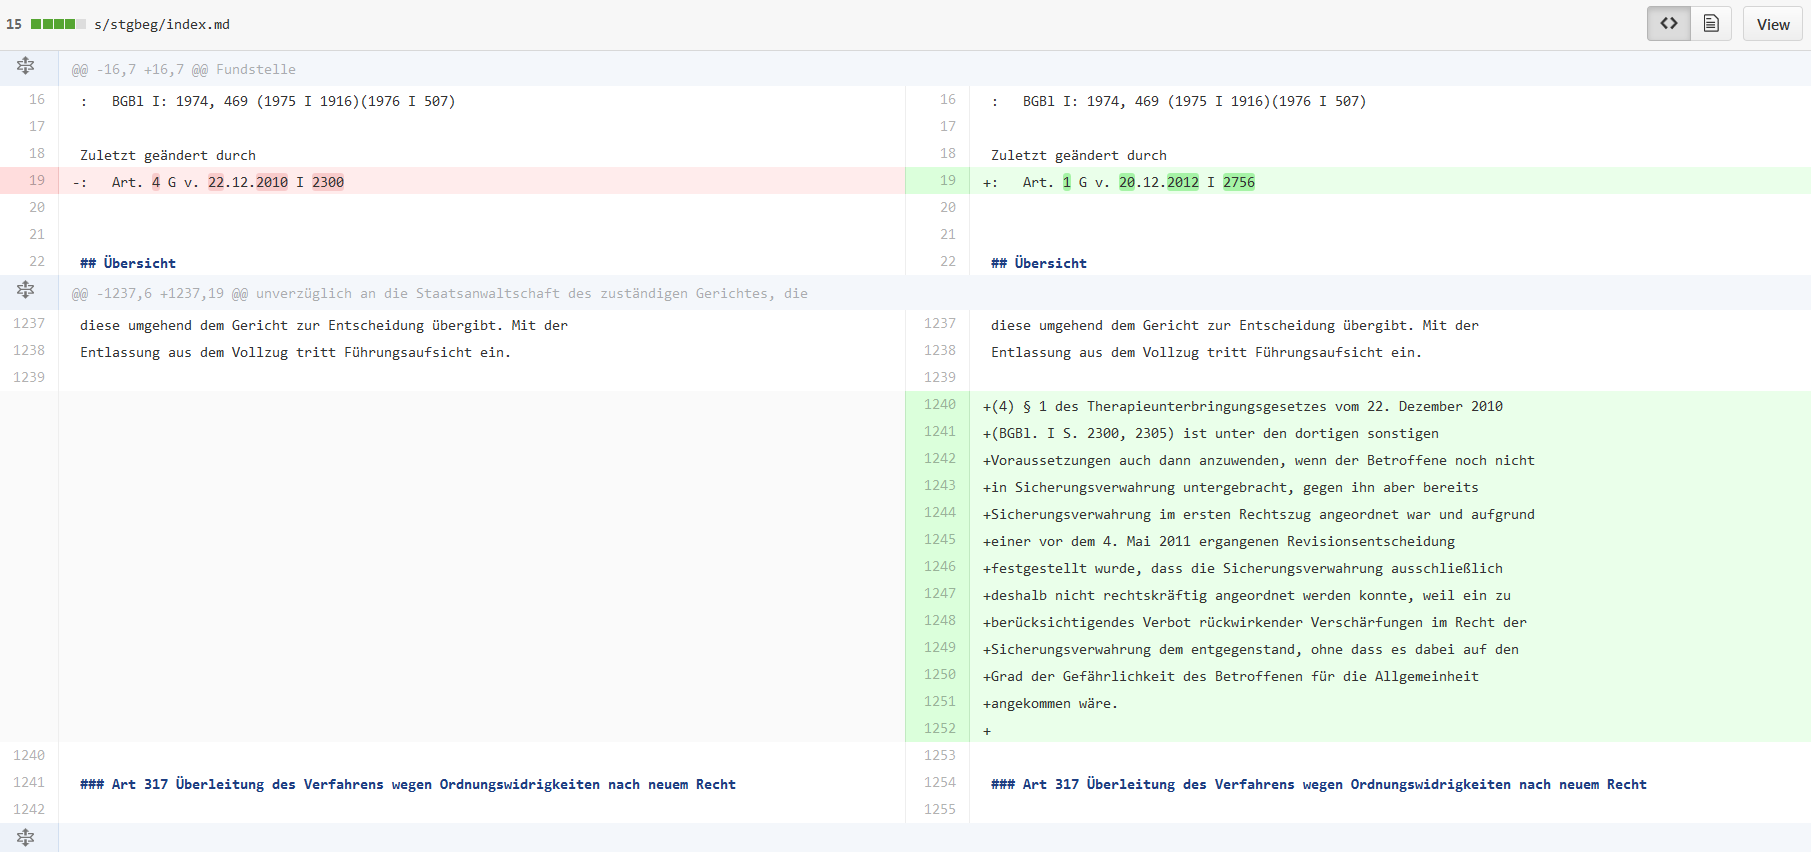 15 s/stgbeg/index.md View
@@ -16,7 +16,7 @@ Fundstelle
16 : BGBl I: 1974, 469 (1975 I 1916)(1976 I 507) 16 : BGBl I: 1974, 469 (1975 I 1916)(1976 I 507)
17 17
18 Zuletzt geändert durch 18 Zuletzt geändert durch
19 -: Art. 4 G v. 22.12.2010 I 2300 19 +: Art. 1 G v. 20.12.2012 I 2756
20 20
21 21
22 ## Übersicht 22 ## Übersicht
@@ -1237,6 +1237,19 @@ unverzüglich an die Staatsanwaltschaft des zuständigen Gerichtes, die
1237 diese umgehend dem Gericht zur Entscheidung übergibt. Mit der 1237 diese umgehend dem Gericht zur Entscheidung übergibt. Mit der
1238 Entlassung aus dem Vollzug tritt Führungsaufsicht ein. 1238 Entlassung aus dem Vollzug tritt Führungsaufsicht ein.
1239 1239
1240 +(4) § 1 des Therapieunterbringungsgesetzes vom 22. Dezember 2010
1241 +(BGBl. I S. 2300, 2305) ist unter den dortigen sonstigen
1242 +Voraussetzungen auch dann anzuwenden, wenn der Betroffene noch nicht
1243 +in Sicherungsverwahrung untergebracht, gegen ihn aber bereits
1244 +Sicherungsverwahrung im ersten Rechtszug angeordnet war und aufgrund
1245 +einer vor dem 4. Mai 2011 ergangenen Revisionsentscheidung
1246 +festgestellt wurde, dass die Sicherungsverwahrung ausschließlich
1247 +deshalb nicht rechtskräftig angeordnet werden konnte, weil ein zu
1248 +berücksichtigendes Verbot rückwirkender Verschärfungen im Recht der
1249 +Sicherungsverwahrung dem entgegenstand, ohne dass es dabei auf den
1250 +Grad der Gefährlichkeit des Betroffenen für die Allgemeinheit
1251 +angekommen wäre.
1252 +
1240 1253
1241 ### Art 317 Überleitung des Verfahrens wegen Ordnungswidrigkeiten nach neuem Recht 1254 ### Art 317 Überleitung des Verfahrens wegen Ordnungswidrigkeiten nach neuem Recht
1242 1255